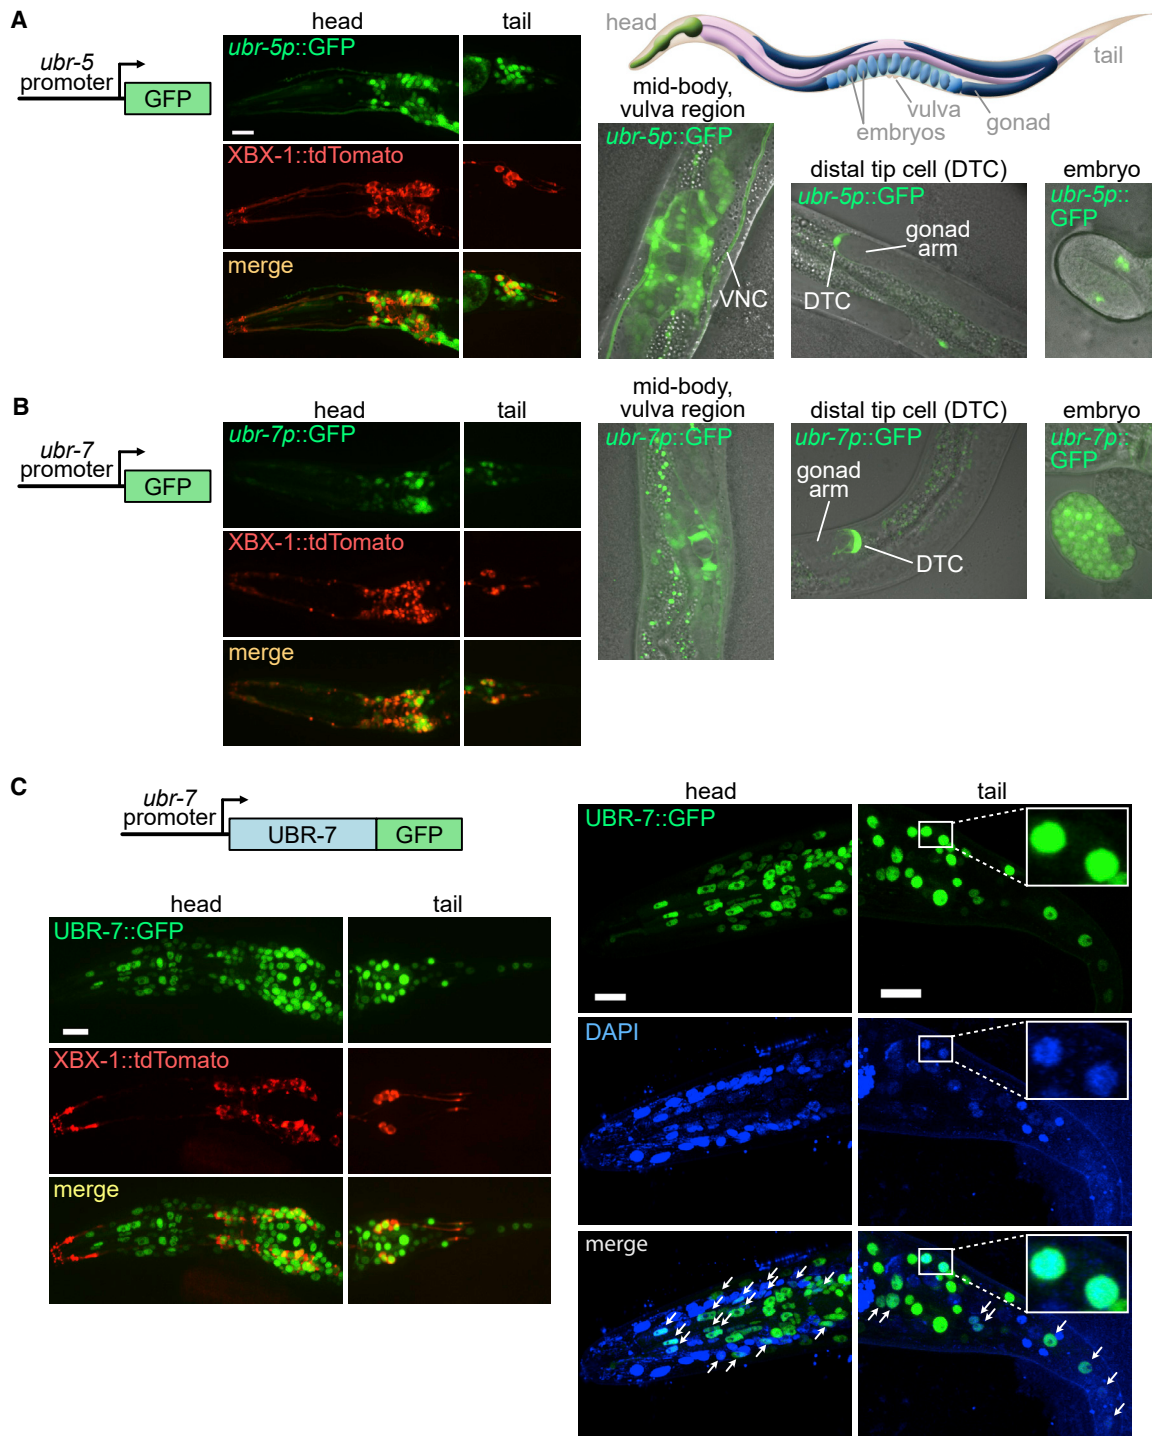 A
ubr-5
promoter
GFP
head
tail
ubr-5p::GFP
XBX-1::tdTomato
merge
head
tail
vulva
embryos
gonad
mid-body,
vulva region
ubr-5p::GFP
VNC
distal tip cell (DTC)
ubr-5p::GFP
gonad
arm
DTC
embryo
ubr-5p::
GFP
B
ubr-7
promoter
GFP
head
tail
ubr-7p::GFP
XBX-1::tdTomato
merge
mid-body,
vulva region
ubr-7p::GFP
distal tip cell (DTC)
ubr-7p::GFP
gonad
arm
DTC
embryo
ubr-7p::
GFP
C
ubr-7
promoter
UBR-7
GFP
head
tail
UBR-7::GFP
XBX-1::tdTomato
merge
head
tail
UBR-7::GFP
DAPI
merge